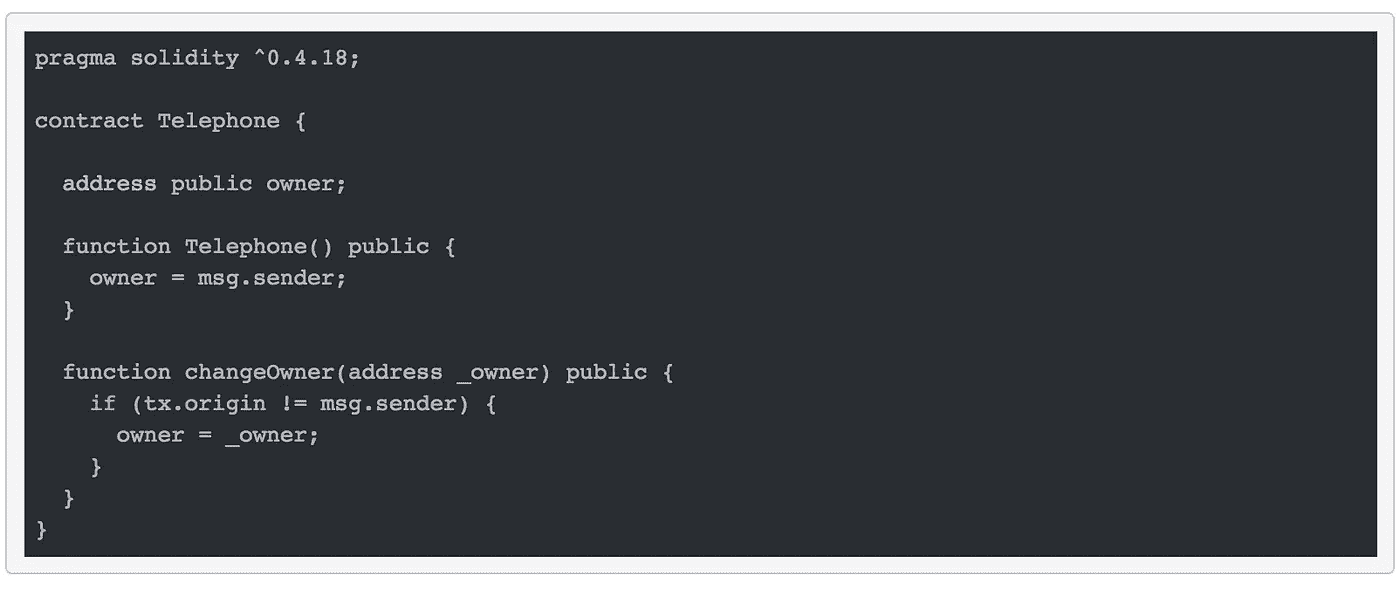 pragma solidity ^0.4.18;
contract Telephone {
address public owner;
function Telephone() public {
owner = msg.sender;
}
function changeOwner(address _owner) public {
if (tx.origin != msg.sender) {
owner = _owner;
}
}
}